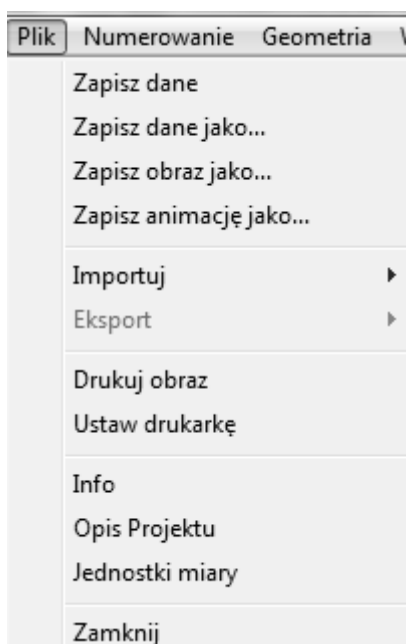 Plik Numerowanie Geometria
Zapisz dane
Zapisz dane jako...
Zapisz obraz jako...
Zapisz animację jako...
Importuj
Eksport
Drukuj obraz
Ustaw drukarkę
Info
Opis Projektu
Jednostki miary
Zamknij